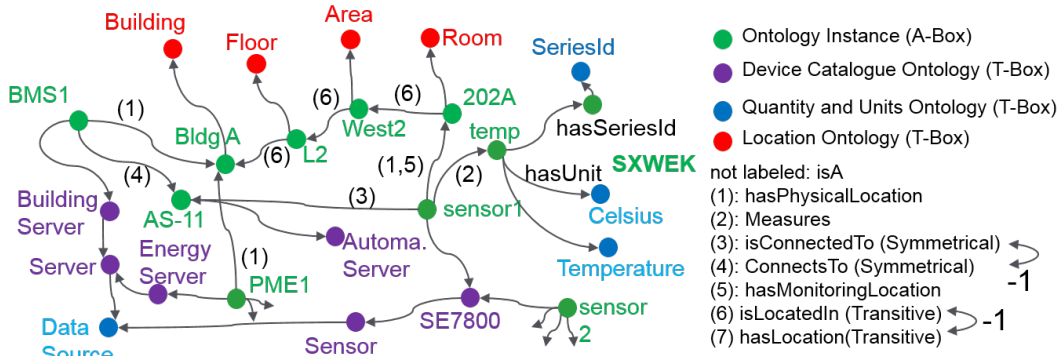 Building
Floor
Area
Room
SeriesId
BMS1
(1)
Bldg A
(6)
L2
(6)
West2
(6)
202A
temp
hasSeriesId
SXWEK
(4)
(1,5)
(2)
hasUnit
Building
Server
AS-11
(3)
sensor1
Celsius
Server
Energy
Server
(1)
PME1
Automa.
Server
Temperature
Data
Source
Sensor
SE7800
sensor
2
Ontology Instance (A-Box)
Device Catalogue Ontology (T-Box)
Quantity and Units Ontology (T-Box)
Location Ontology (T-Box)
not labeled: isA
(1): hasPhysicalLocation
(2): Measures
(3): isConnectedTo (Symmetrical)
(4): ConnectsTo (Symmetrical)
-1
(5): hasMonitoringLocation
(6) isLocatedIn (Transitive)
-1
(7) hasLocation(Transitive)